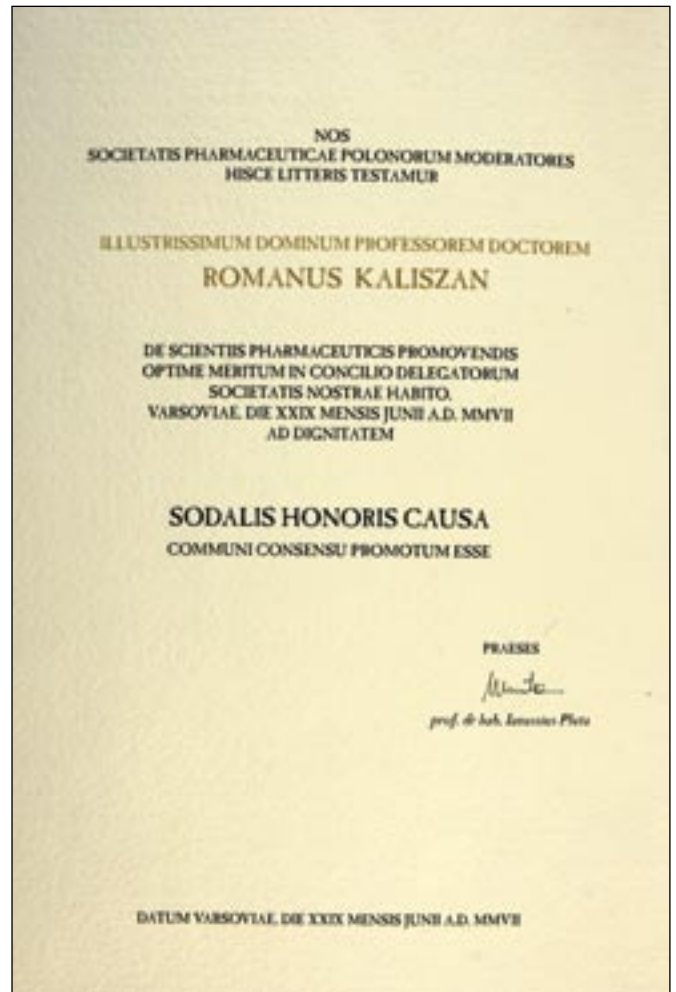 NOS
SOCIETATIS PHARMACEUTICAE POLONORUM MODERATORES
HISCE LITTERIS TESTAMUR
ILLUSTRISSIMUM DOMINUM PROFESSOREM DOCTOREM
ROMANUS KALISZAN
DE SCIENTIIS PHARMACEUTICIS PROMOVENDIS
OPTIME MERITUM IN CONCILIO DELEGATORUM
SOCIETATIS NOSTRAE HABITO.
VARSOVIAE. DIE XXIX MENSIS JUNII A.D. MMVII
AD DIGNITATEM
SODALIS HONORIS CAUSA
COMMUNI CONSENSU PROMOTUM ESSE
PRAESES
prof. dr hab.
DATUM VARSOVIAE. DIE XXIX MENSIS JUNII A.D. MMVII